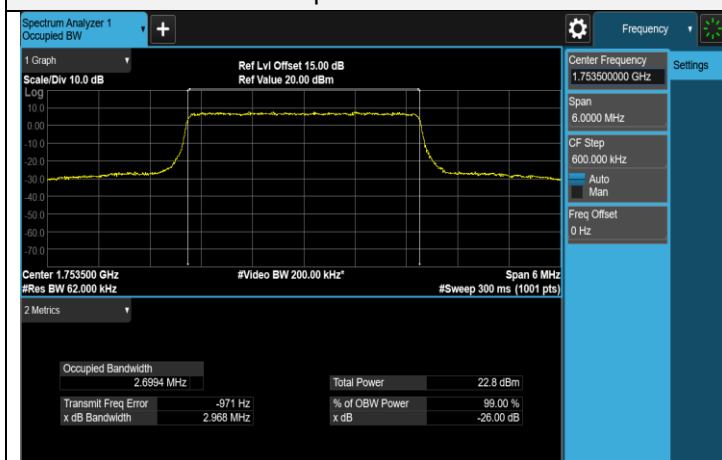 Spectrum Analyzer 1
Occupied BW
Frequency
1 Graph
Scale/Div 10.0 dB
Ref Lvl Offset 15.00 dB
Ref Value 20.00 dBm
Log
10.0
0.00
-10.0
-20.0
-30.0
-40.0
-50.0
-60.0
-70.0
Center 1.753500 GHz
#Res BW 62.000 kHz
#Video BW 200.00 kHz*
Span 6 MHz
#Sweep 300 ms (1001 pts)
Center Frequency
1.753500000 GHz
Settings
Span
6.0000 MHz
CF Step
600.000 kHz
Auto
Man
Freq Offset
0 Hz
2 Metrics
Occupied Bandwidth
2.6994 MHz
Total Power 22.8 dBm
Transmit Freq Error -971 Hz
% of OBW Power 99.00 %
x dB Bandwidth 2.968 MHz
x dB -26.00 dB